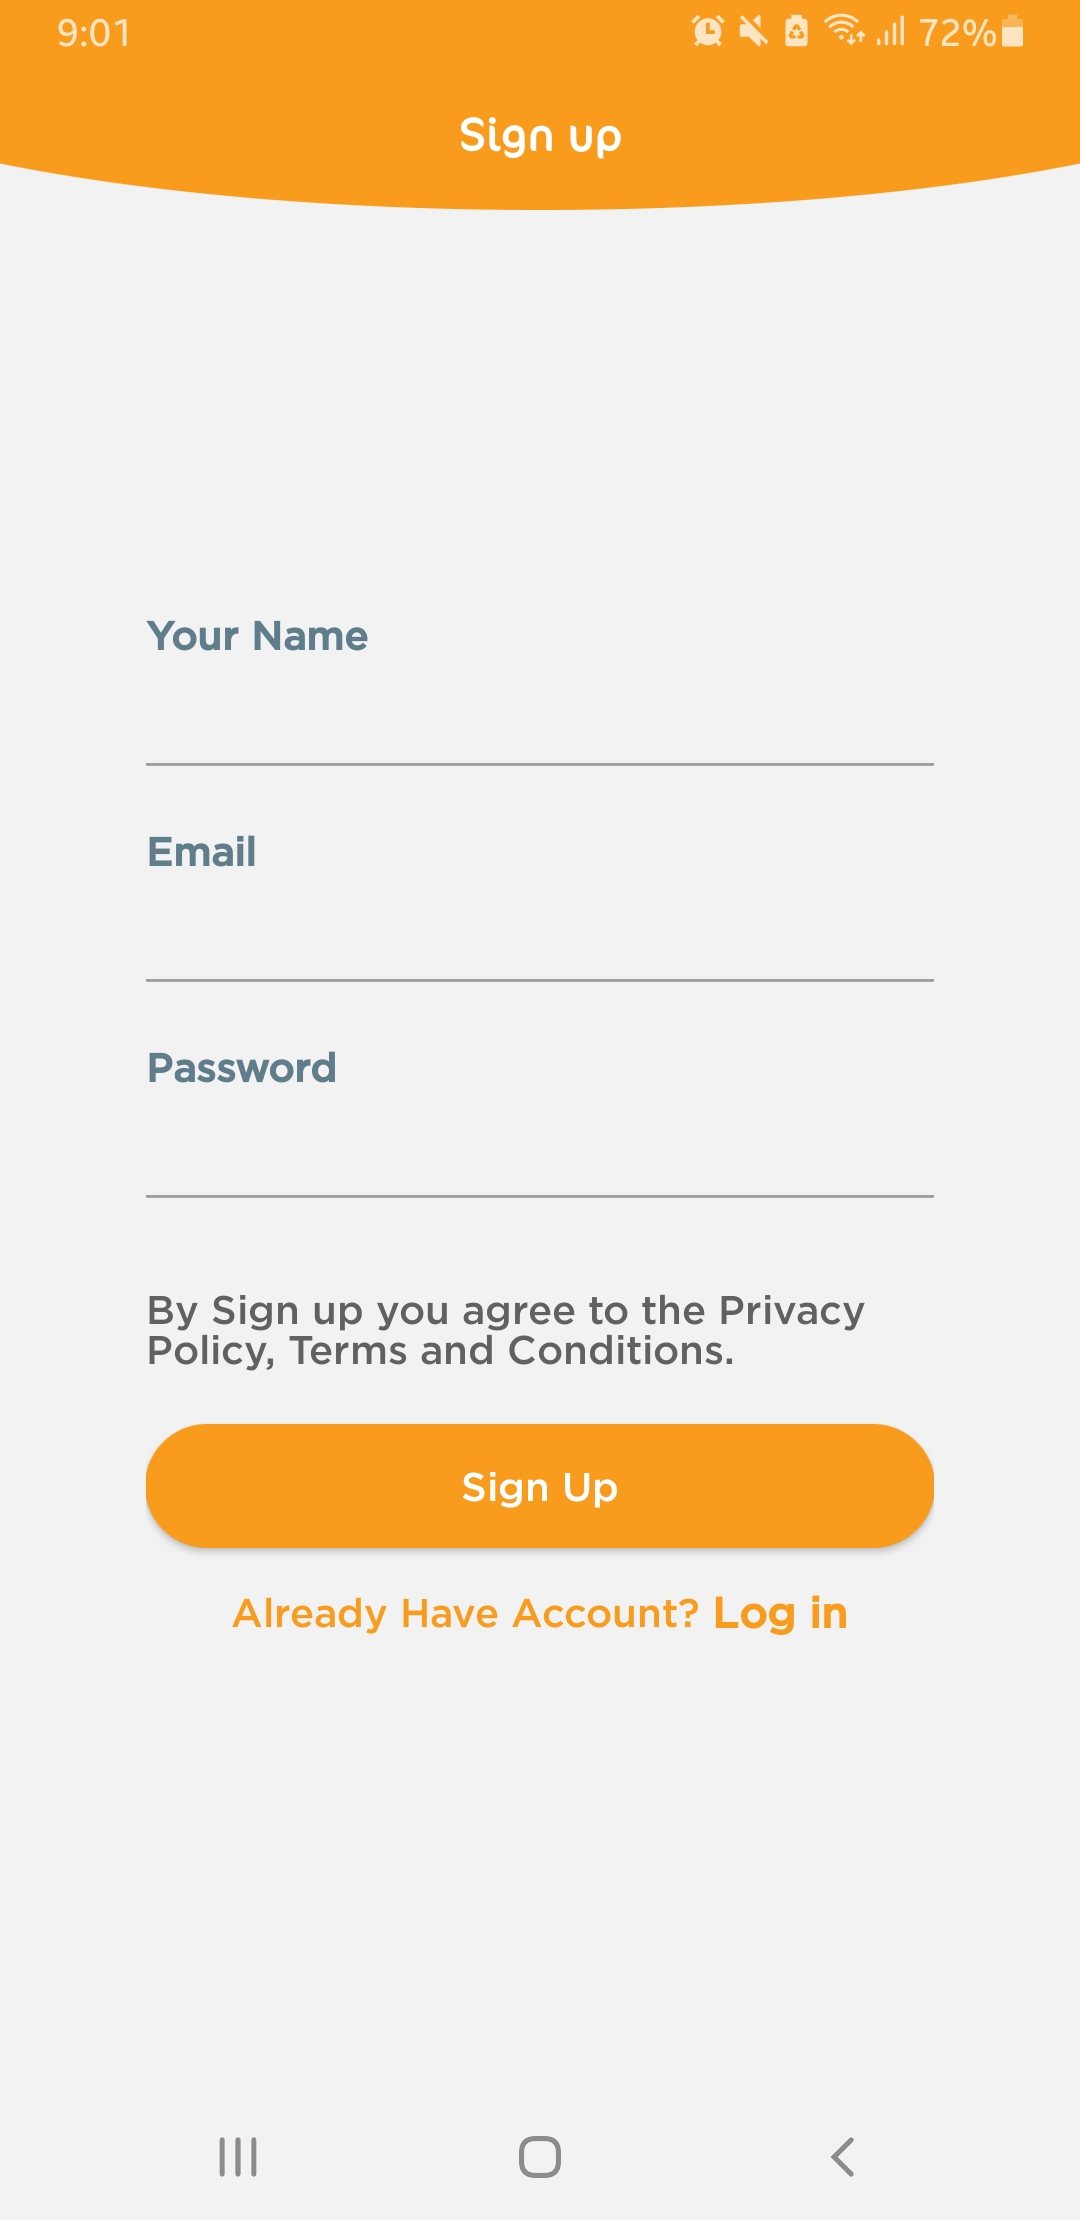 9:01 72%
Sign up
Your Name
Email
Password
By Sign up you agree to the Privacy
Policy, Terms and Conditions.
Sign Up
Already Have Account? Log in